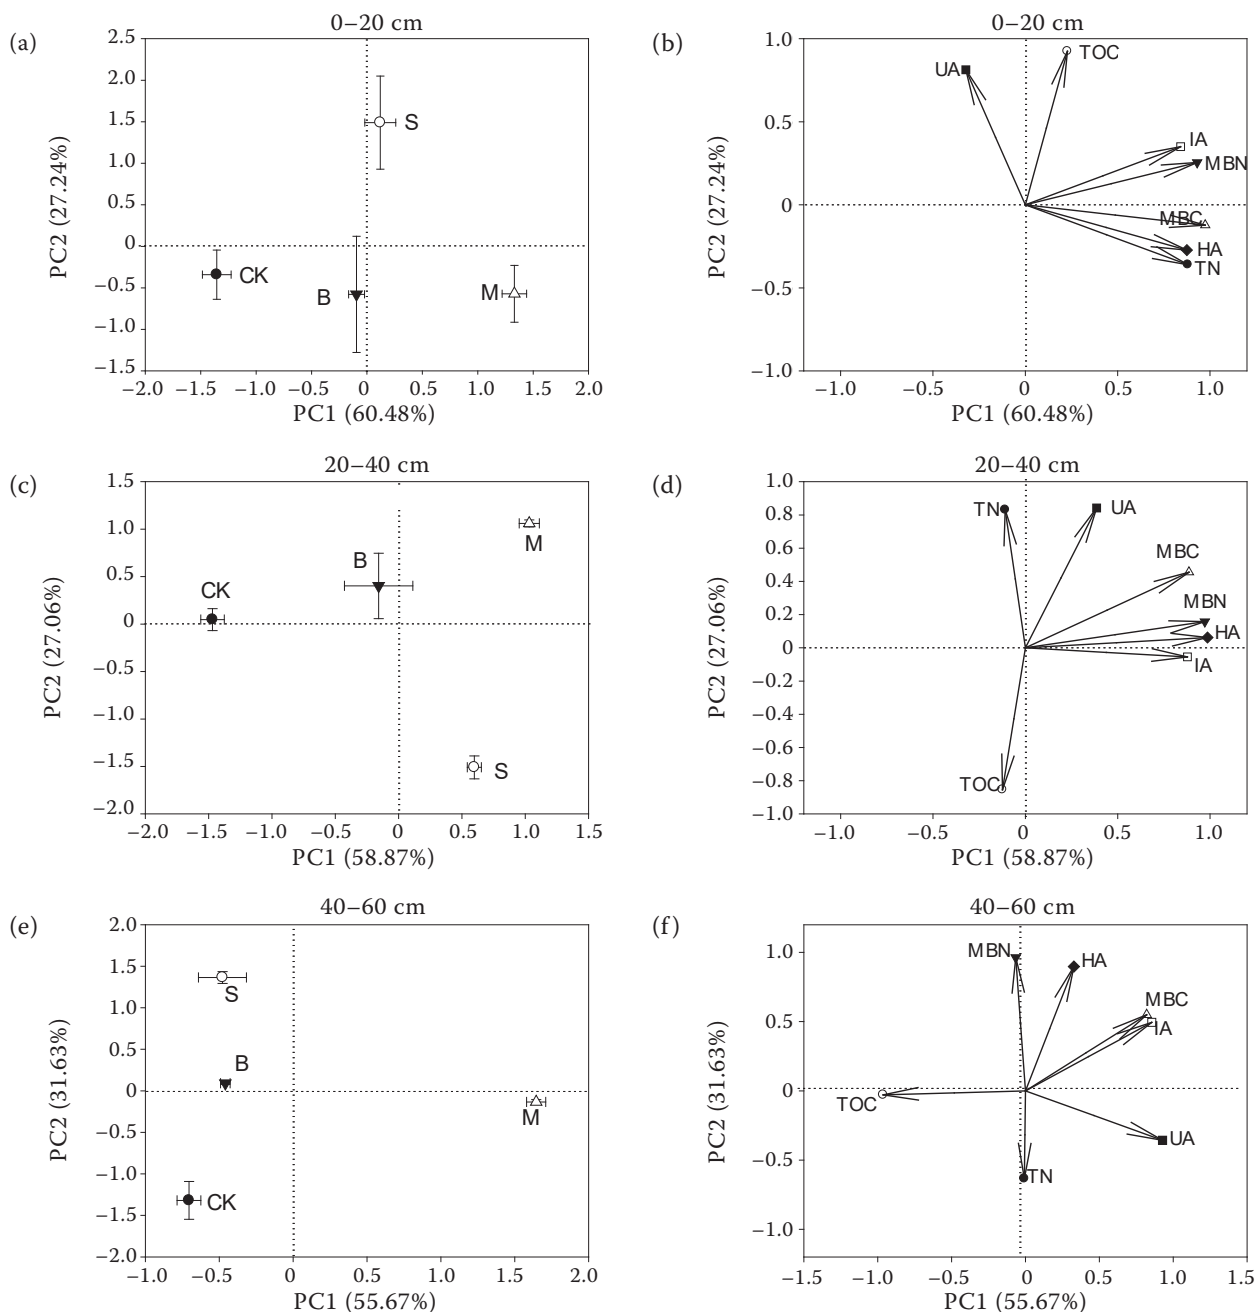 (a)
0–20 cm
2.5
2.0
1.5
1.0
0.5
0
−0.5
−1.0
−1.5
PC2 (27.24%)
S
CK
B
M
−2.0 −1.5 −1.0 −0.5 0 0.5 1.0 1.5 2.0
PC1 (60.48%)
(b)
0–20 cm
1.0
0.5
0
−0.5
−1.0
PC2 (27.24%)
UA
TOC
IA
MBN
MBC
HA
TN
−1.0 −0.5 0 0.5 1.0
PC1 (60.48%)
(c)
20–40 cm
1.5
1.0
0.5
0
−0.5
−1.0
−1.5
−2.0
PC2 (27.06%)
M
B
CK
S
−2.0 −1.5 −1.0 −0.5 0 0.5 1.0 1.5
PC1 (58.87%)
(d)
20–40 cm
1.0
0.8
0.6
0.4
0.2
0
−0.2
−0.4
−0.6
−0.8
−1.0
PC2 (27.06%)
TN
UA
MBC
MBN
HA
IA
TOC
−1.0 −0.5 0 0.5 1.0
PC1 (58.87%)
(e)
40–60 cm
2.0
1.5
1.0
0.5
0
−0.5
−1.0
−1.5
−2.0
PC2 (31.63%)
S
B
M
CK
−1.0 −0.5 0 0.5 1.0 1.5 2.0
PC1 (55.67%)
(f)
40–60 cm
1.0
0.5
0
−0.5
−1.0
PC2 (31.63%)
MBN
HA
MBC
IA
TOC
UA
TN
−1.5 −1.0 −0.5 0 0.5 1.0 1.5
PC1 (55.67%)